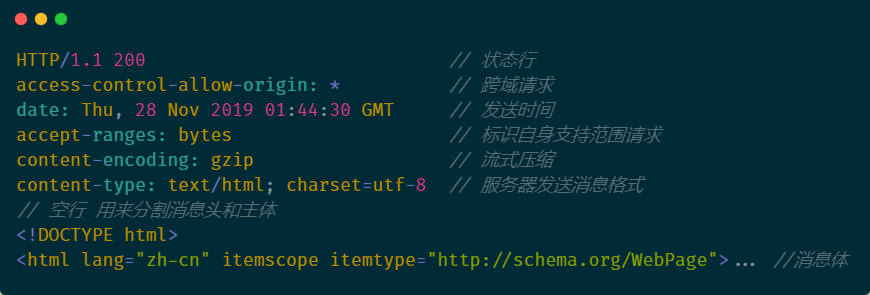 HTTP/1.1 200 // 状态行
access-control-allow-origin: * // 跨域请求
date: Thu, 28 Nov 2019 01:44:30 GMT // 发送时间
accept-ranges: bytes // 标识自身支持范围请求
content-encoding: gzip // 流式压缩
content-type: text/html; charset=utf-8 // 服务器发送消息格式
// 空行 用来分割消息头和主体
<!DOCTYPE html>
<html lang="zh-cn" itemscope itemtype="http://schema.org/WebPage">... //消息体